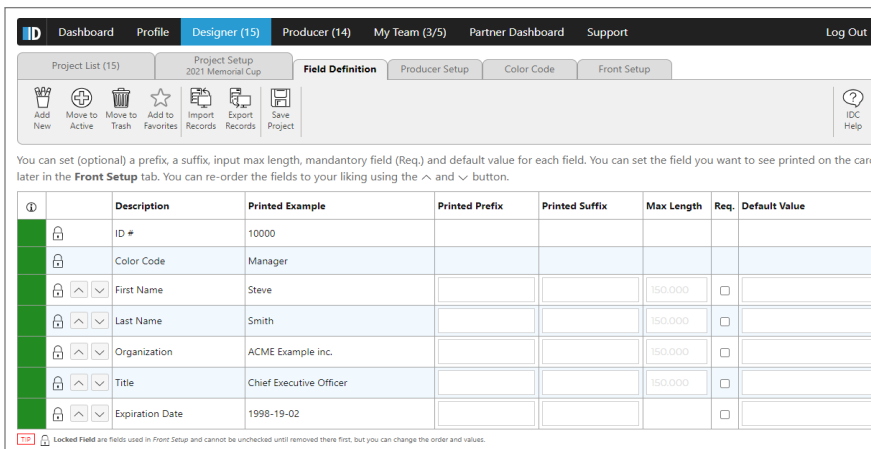 ID Dashboard Profile Designer (15) Producer (14) My Team (3/5) Partner Dashboard Support Log Out
Project List (15) Project Setup 2021 Memorial Cup Field Definition Producer Setup Color Code Front Setup
Add New Move to Active Move to Trash Add to Favorites Import Records Export Records Save Project IDC Help
You can set (optional) a prefix, a suffix, input max length, mandantory field (Req.) and default value for each field. You can set the field you want to see printed on the card
later in the Front Setup tab. You can re-order the fields to your liking using the and button.
Description Printed Example Printed Prefix Printed Suffix Max Length Req. Default Value
ID # 10000
Color Code Manager
First Name Steve 150.000
Last Name Smith 150.000
Organization ACME Example inc. 150.000
Title Chief Executive Officer 150.000
Expiration Date 1998-19-02
TIP Locked Field are fields used in Front Setup and cannot be unchecked until removed there first, but you can change the order and values.